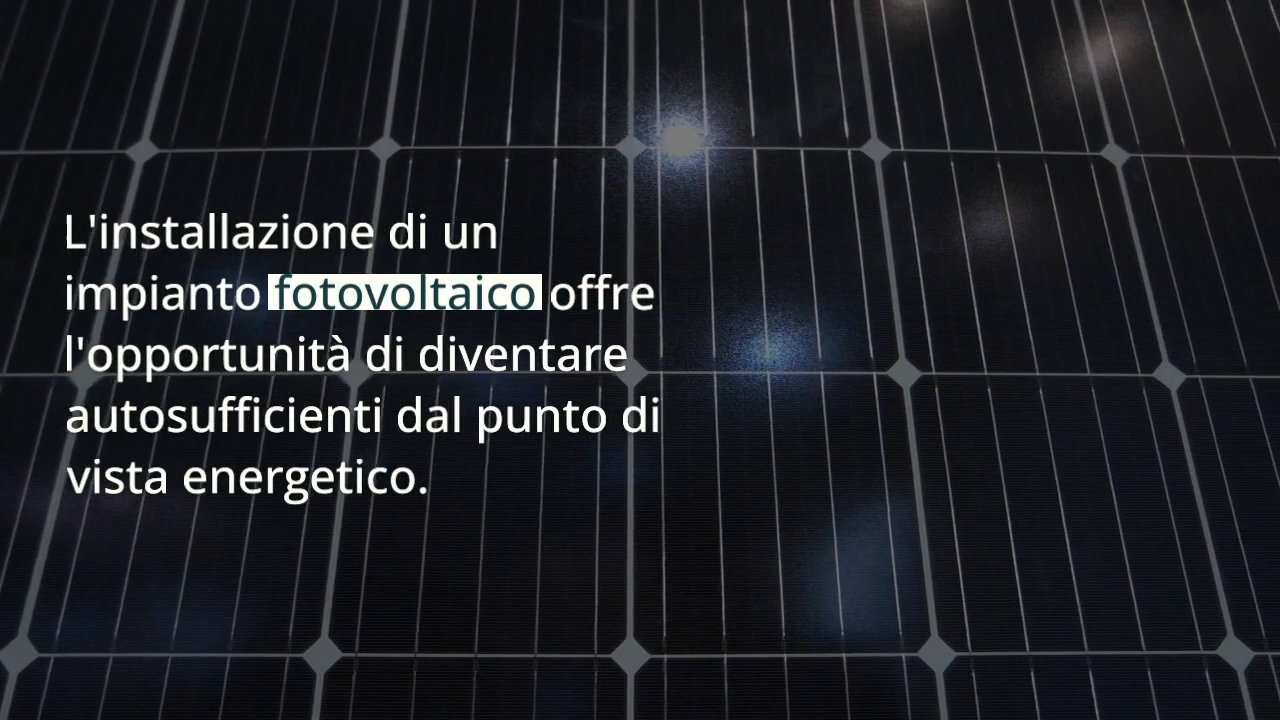 L'installazione di un
impianto fotovoltaico offre
l'opportunità di diventare
autosufficienti dal punto di
vista energetico.